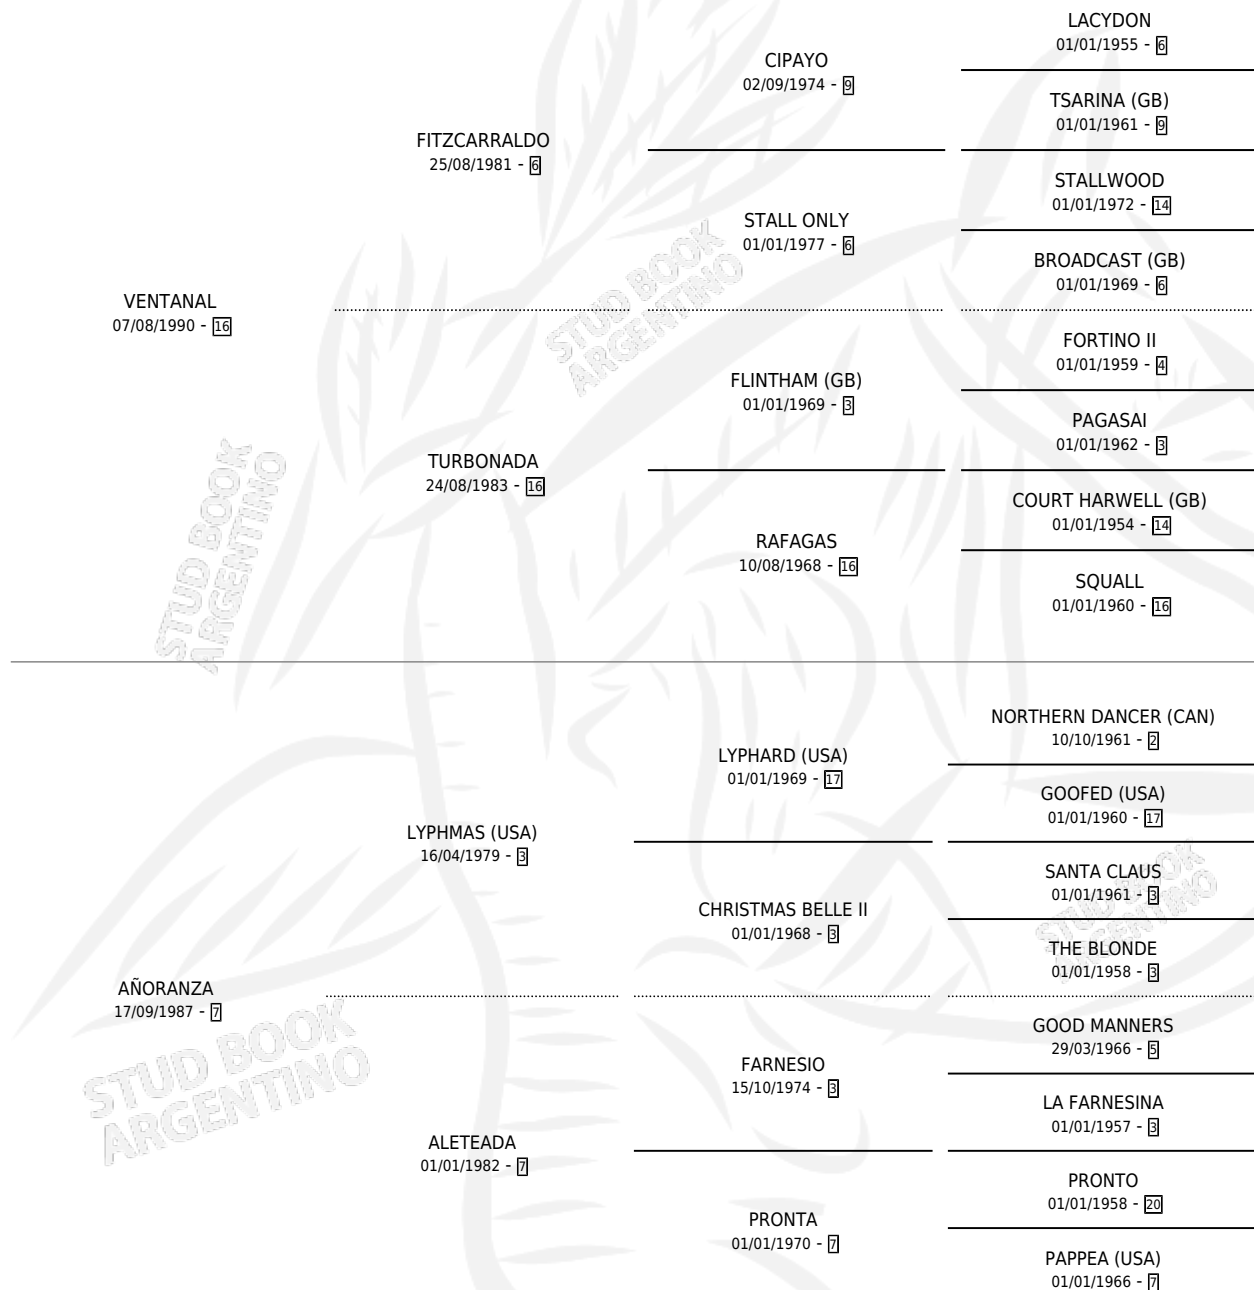 LACYDON
01/01/1955 - 6
CIPAYO
02/09/1974 - 9
TSARINA (GB)
01/01/1961 - 9
FITZCARRALDO
25/08/1981 - 6
STALLWOOD
01/01/1972 - 14
STALL ONLY
01/01/1977 - 6
BROADCAST (GB)
01/01/1969 - 6
VENTANAL
07/08/1990 - 16
STUD BOOK
ARGENTINO
FORTINO II
01/01/1959 - 4
FLINTHAM (GB)
01/01/1969 - 3
PAGASAI
01/01/1962 - 3
TURBONADA
24/08/1983 - 16
COURT HARWELL (GB)
01/01/1954 - 14
RAFAGAS
10/08/1968 - 16
SQUALL
01/01/1960 - 16
STUD BOOK
ARGENTINO
NORTHERN DANCER (CAN)
10/10/1961 - 2
LYPHARD (USA)
01/01/1969 - 17
GOOFED (USA)
01/01/1960 - 17
LYPHMAS (USA)
16/04/1979 - 3
SANTA CLAUS
01/01/1961 - 3
CHRISTMAS BELLE II
01/01/1968 - 3
THE BLONDE
01/01/1958 - 3
STUD BOOK
ARGENTINO
AÑORANZA
17/09/1987 - 7
GOOD MANNERS
29/03/1966 - 5
FARNESIO
15/10/1974 - 3
LA FARNESINA
01/01/1957 - 3
ALETEADA
01/01/1982 - 7
PRONTO
01/01/1958 - 20
PRONTA
01/01/1970 - 7
PAPPEA (USA)
01/01/1966 - 7
STUD BOOK
ARGENTINO